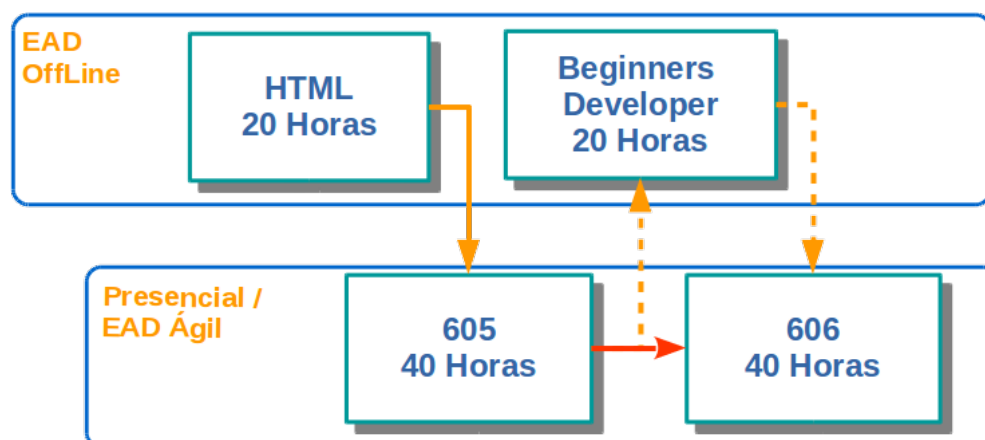 EAD
OffLine
HTML
20 Horas
Beginners
Developer
20 Horas
Presencial /
EAD Ágil
605
40 Horas
606
40 Horas